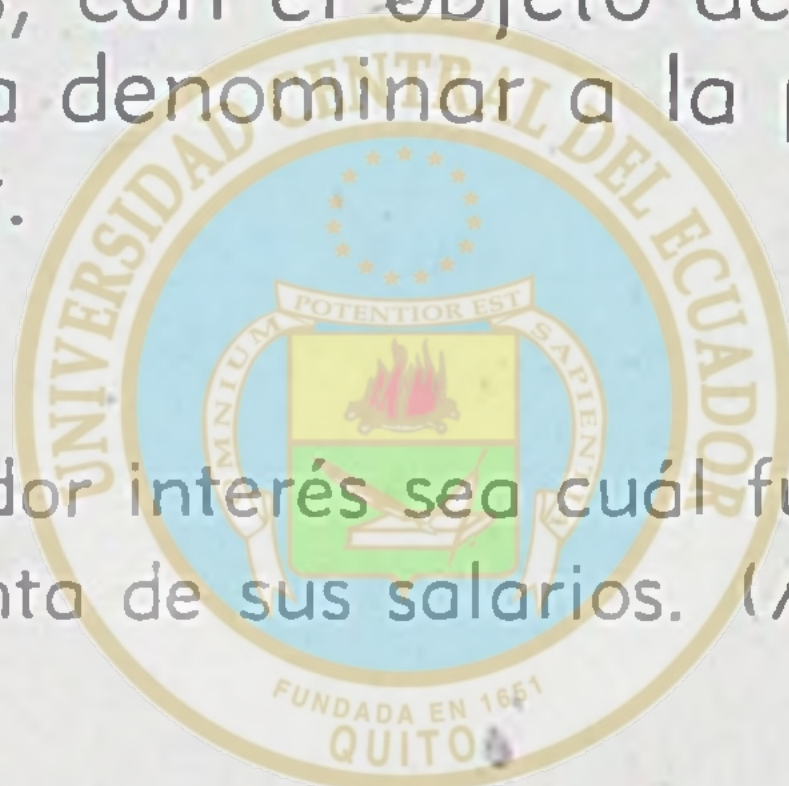 , con el objeto de
a denominar a la p
.
dor interés sea cuál fu
nta de sus salarios. (
UNIVERSIDAD CENTRAL DEL ECUADOR
OMNIUM POTENTIOR EST SAPIENTIA
FUNDADA EN 1651
QUITO